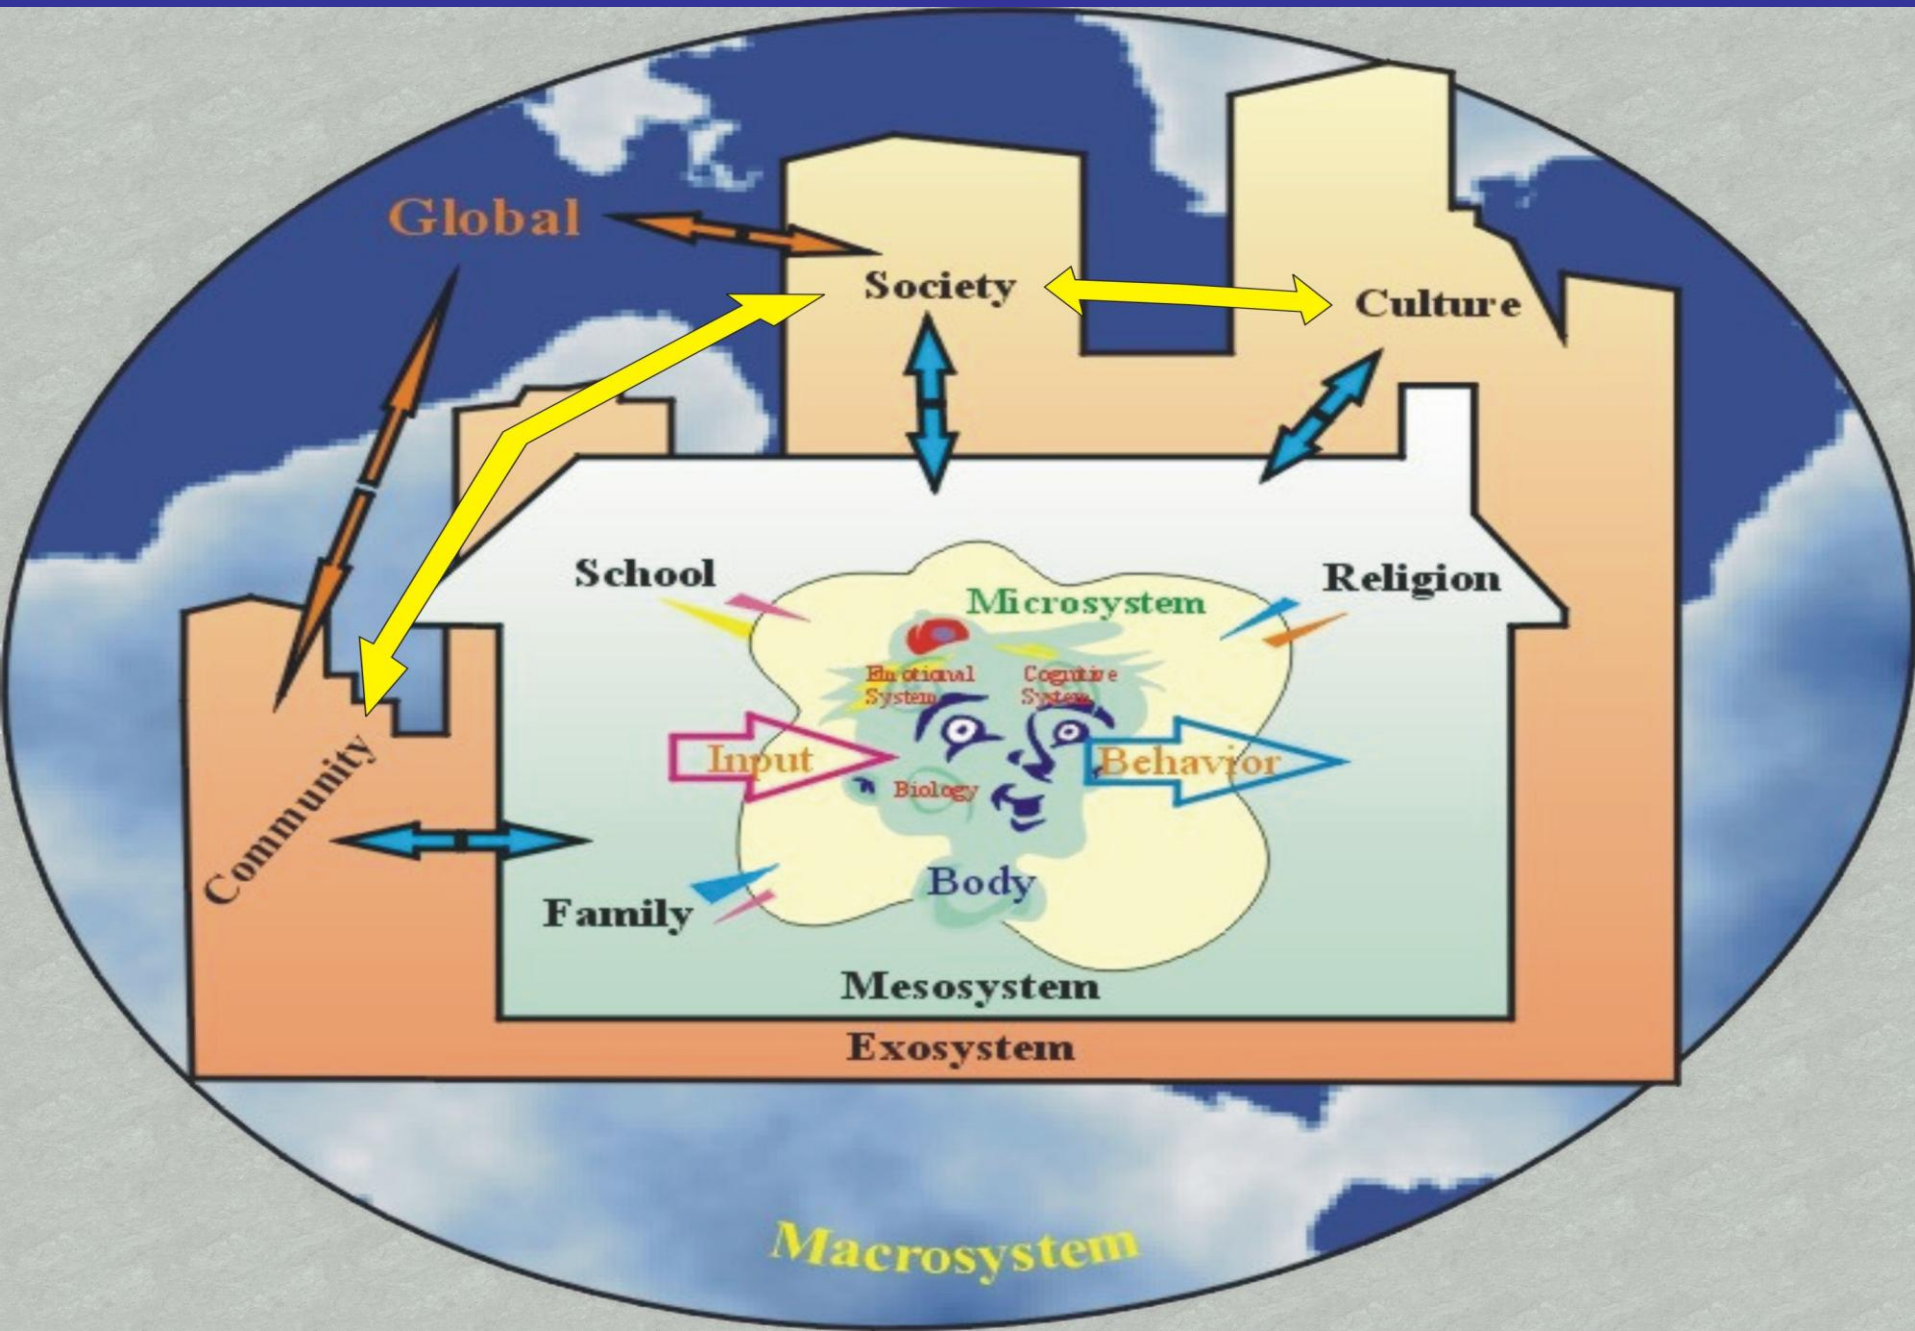 Global
Society
Culture
School
Religion
Microsystem
Emotional
System
Cognitive
System
Input
Behavior
Biology
Community
Body
Family
Mesosystem
Exosystem
Macrosystem